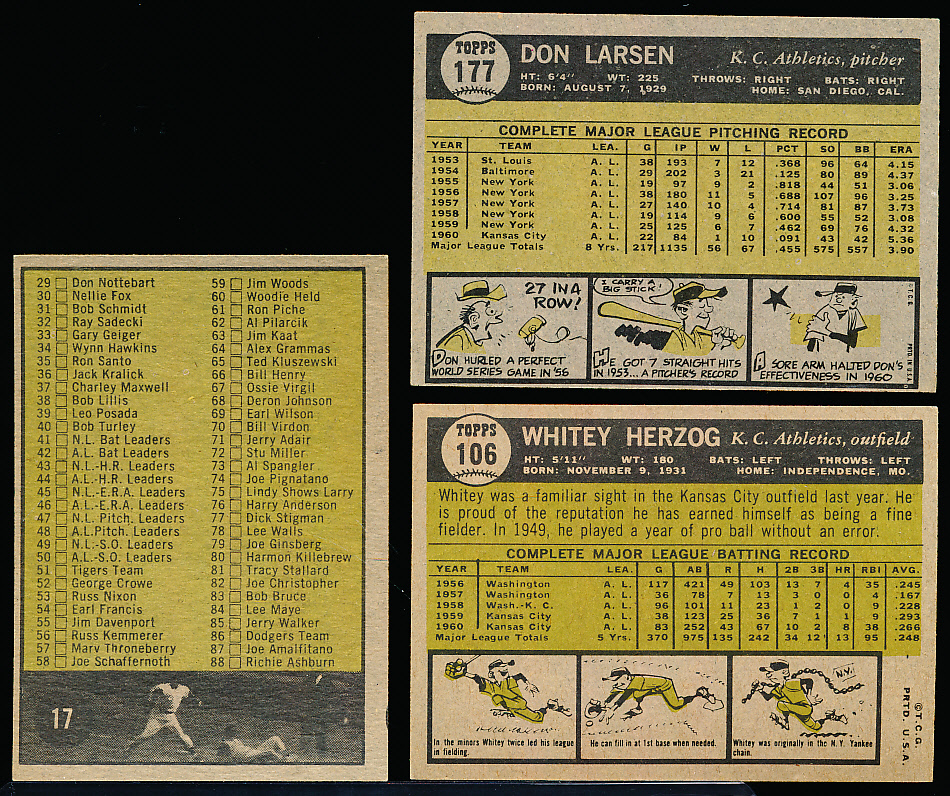 29 Don Nottebart 59 Jim Woods
30 Nellie Fox 60 Woodie Held
31 Bob Schmidt 61 Ron Piche
32 Ray Sadecki 62 Al Pilarcik
33 Gary Geiger 63 Jim Kaat
34 Wynn Hawkins 64 Alex Grammas
35 Ron Santo 65 Ted Kluszewski
36 Jack Kralick 66 Bill Henry
37 Charley Maxwell 67 Ossie Virgil
38 Bob Lillis 68 Deron Johnson
39 Leo Posada 69 Earl Wilson
40 Bob Turley 70 Bill Virdon
41 N.L. Bat Leaders 71 Jerry Adair
42 A.L. Bat Leaders 72 Stu Miller
43 N.L.-H.R. Leaders 73 Al Spangler
44 A.L.-H.R. Leaders 74 Joe Pignatano
45 N.L.-E.R.A. Leaders 75 Lindy Shows Larry
46 A.L.-E.R.A. Leaders 76 Harry Anderson
47 N.L. Pitch. Leaders 77 Dick Stigman
48 A.L.Pitch. Leaders 78 Lee Walls
49 N.L.-S.O. Leaders 79 Joe Ginsberg
50 A.L.-S.O. Leaders 80 Harmon Killebrew
51 Tigers Team 81 Tracy Stallard
52 George Crowe 82 Joe Christopher
53 Russ Nixon 83 Bob Bruce
54 Earl Francis 84 Lee Maye
55 Jim Davenport 85 Jerry Walker
56 Russ Kemmerer 86 Dodgers Team
57 Marv Throneberry 87 Joe Amalfitano
58 Joe Schaffernoth 88 Richie Ashburn
17
TOPPS
177
DON LARSEN K. C. Athletics, pitcher
HT: 6'4" WT: 225 THROWS: RIGHT BATS: RIGHT
BORN: AUGUST 7, 1929 HOME: SAN DIEGO, CAL.
COMPLETE MAJOR LEAGUE PITCHING RECORD
YEAR TEAM LEA. G IP W L PCT SO BB ERA
1953 St. Louis A. L. 38 193 7 12 .368 96 64 4.15
1954 Baltimore A. L. 29 202 3 21 .125 80 89 4.37
1955 New York A. L. 19 97 9 2 .818 44 51 3.06
1956 New York A. L. 38 180 11 5 .688 107 96 3.25
1957 New York A. L. 27 140 10 4 .714 81 87 3.73
1958 New York A. L. 19 114 9 6 .600 55 52 3.08
1959 New York A. L. 25 125 6 7 .462 69 76 4.32
1960 Kansas City A. L. 22 84 1 10 .091 43 42 5.36
Major League Totals 8 Yrs. 217 1135 56 67 .455 575 557 3.90
27 IN A
ROW!
DON HURLED A PERFECT
WORLD SERIES GAME IN '56
I CARRY A
BIG STICK!
HE GOT 7 STRAIGHT HITS
IN 1953... A PITCHER'S RECORD
A SORE ARM HALTED DON'S
EFFECTIVENESS IN 1960
TOPPS
106
WHITEY HERZOG K. C. Athletics, outfield
HT: 5'11" WT: 180 BATS: LEFT THROWS: LEFT
BORN: NOVEMBER 9, 1931 HOME: INDEPENDENCE, MO.
Whitey was a familiar sight in the Kansas City outfield last year. He
is proud of the reputation he has earned himself as being a fine
fielder. In 1949, he played a year of pro ball without an error.
COMPLETE MAJOR LEAGUE BATTING RECORD
YEAR TEAM LEA. G AB R H 2B 3B HR RBI AVG.
1956 Washington A. L. 117 421 49 103 13 7 4 35 .245
1957 Washington A. L. 36 78 7 13 3 0 0 4 .167
1958 Wash.-K. C. A. L. 96 101 11 23 1 2 0 9 .228
1959 Kansas City A. L. 38 123 25 36 7 1 1 9 .293
1960 Kansas City A. L. 83 252 43 67 10 2 8 38 .266
Major League Totals 5 Yrs. 370 975 135 242 34 12 13 95 .248
In the minors Whitey twice led his league
in fielding.
He can fill in at 1st base when needed.
N.Y.
Whitey was originally in the N.Y. Yankee
chain.
© T. C. G.
PRTD. U. S. A.